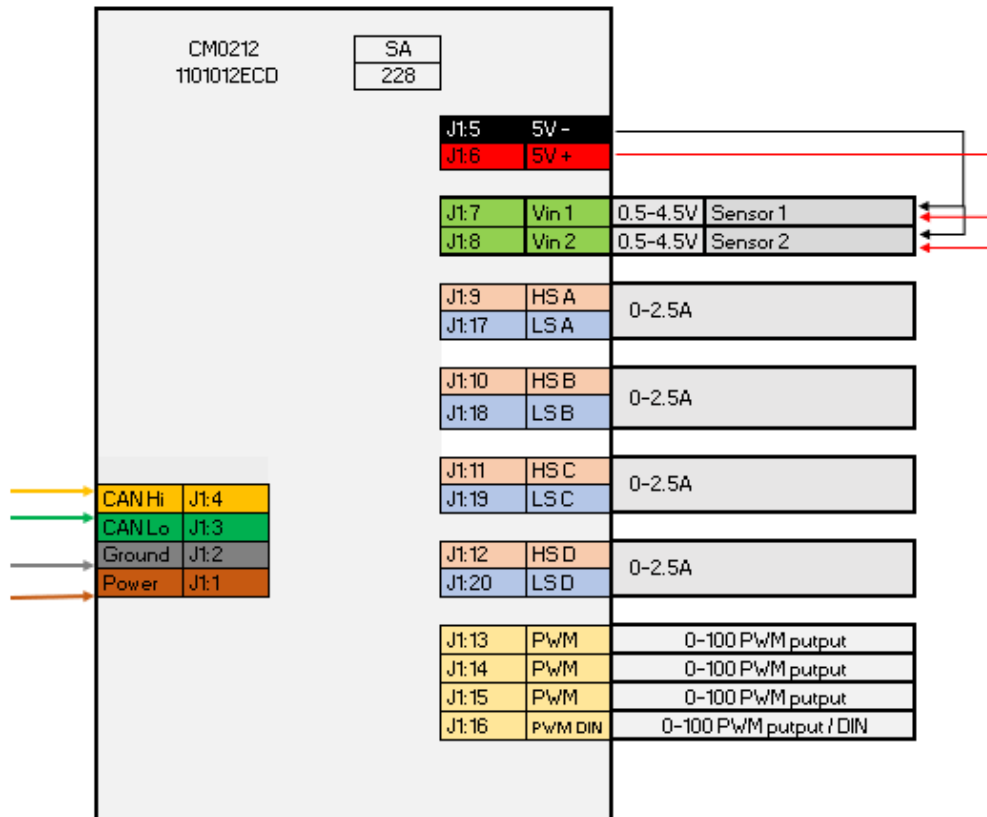 CM0212 SA
1101012ECD 228
J1:5 5V -
J1:6 5V +
J1:7 Vin 1 0.5-4.5V Sensor 1
J1:8 Vin 2 0.5-4.5V Sensor 2
J1:9 HS A 0-2.5A
J1:17 LS A
J1:10 HS B 0-2.5A
J1:18 LS B
J1:11 HS C 0-2.5A
J1:19 LS C
CAN Hi J1:4
CAN Lo J1:3
Ground J1:2
Power J1:1
J1:12 HS D 0-2.5A
J1:20 LS D
J1:13 PWM 0-100 PWM putput
J1:14 PWM 0-100 PWM putput
J1:15 PWM 0-100 PWM putput
J1:16 PWM DIN 0-100 PWM putput / DIN